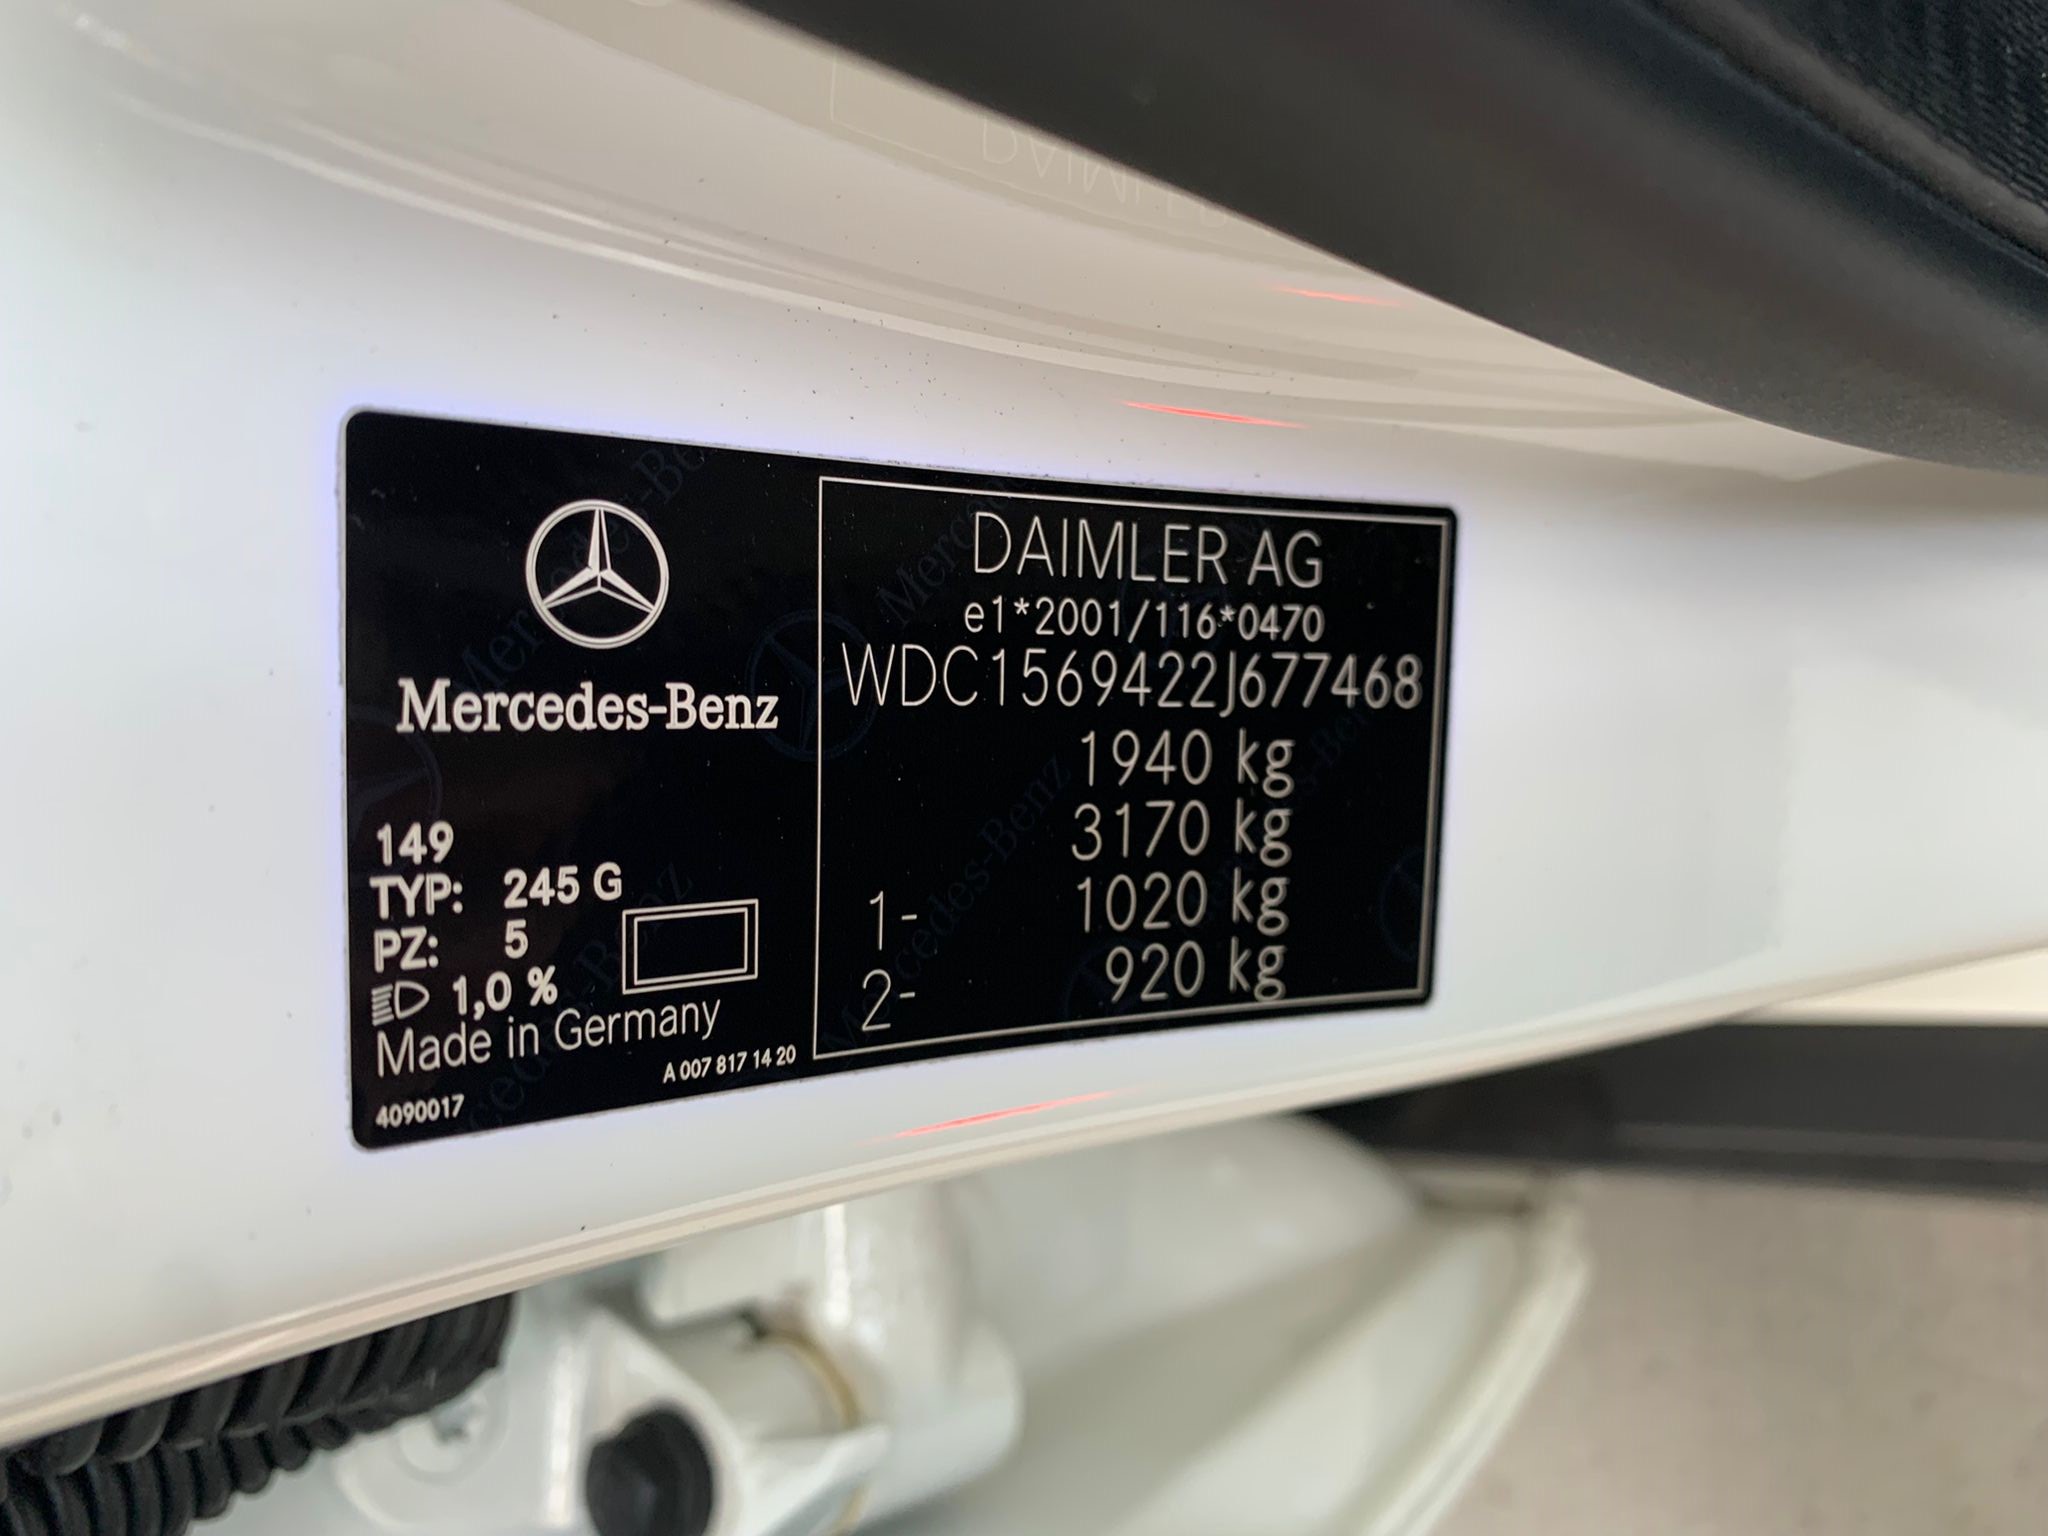 Mercedes-Benz
149
TYP: 245 G
PZ: 5
1,0 %
Made in Germany
A 007 817 14 20
4090017
DAIMLER AG
e1*2001/116*0470
WDC1569422J677468
1940 kg
3170 kg
1- 1020 kg
2- 920 kg